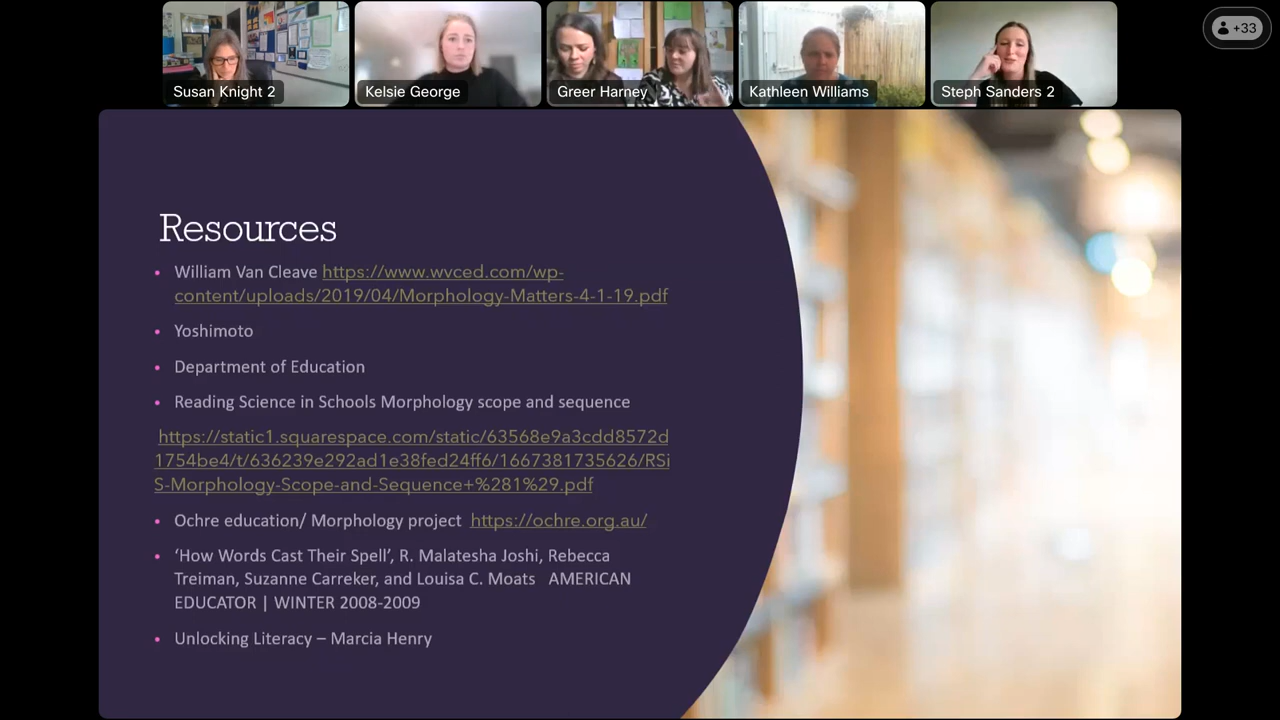 Susan Knight 2
Kelsie George
Greer Harney
Kathleen Williams
Steph Sanders 2
+33
Resources
• William Van Cleave https://www.wvced.com/wp-
content/uploads/2019/04/Morphology-Matters-4-1-19.pdf
• Yoshimoto
• Department of Education
• Reading Science in Schools Morphology scope and sequence
https://static1.squarespace.com/static/63568e9a3cdd8572d
1754be4/t/636239e292ad1e38fed24ff6/1667381735626/RSi
S-Morphology-Scope-and-Sequence+%281%29.pdf
• Ochre education/ Morphology project https://ochre.org.au/
• ‘How Words Cast Their Spell’, R. Malatesha Joshi, Rebecca
Treiman, Suzanne Carreker, and Louisa C. Moats AMERICAN
EDUCATOR | WINTER 2008-2009
• Unlocking Literacy – Marcia Henry